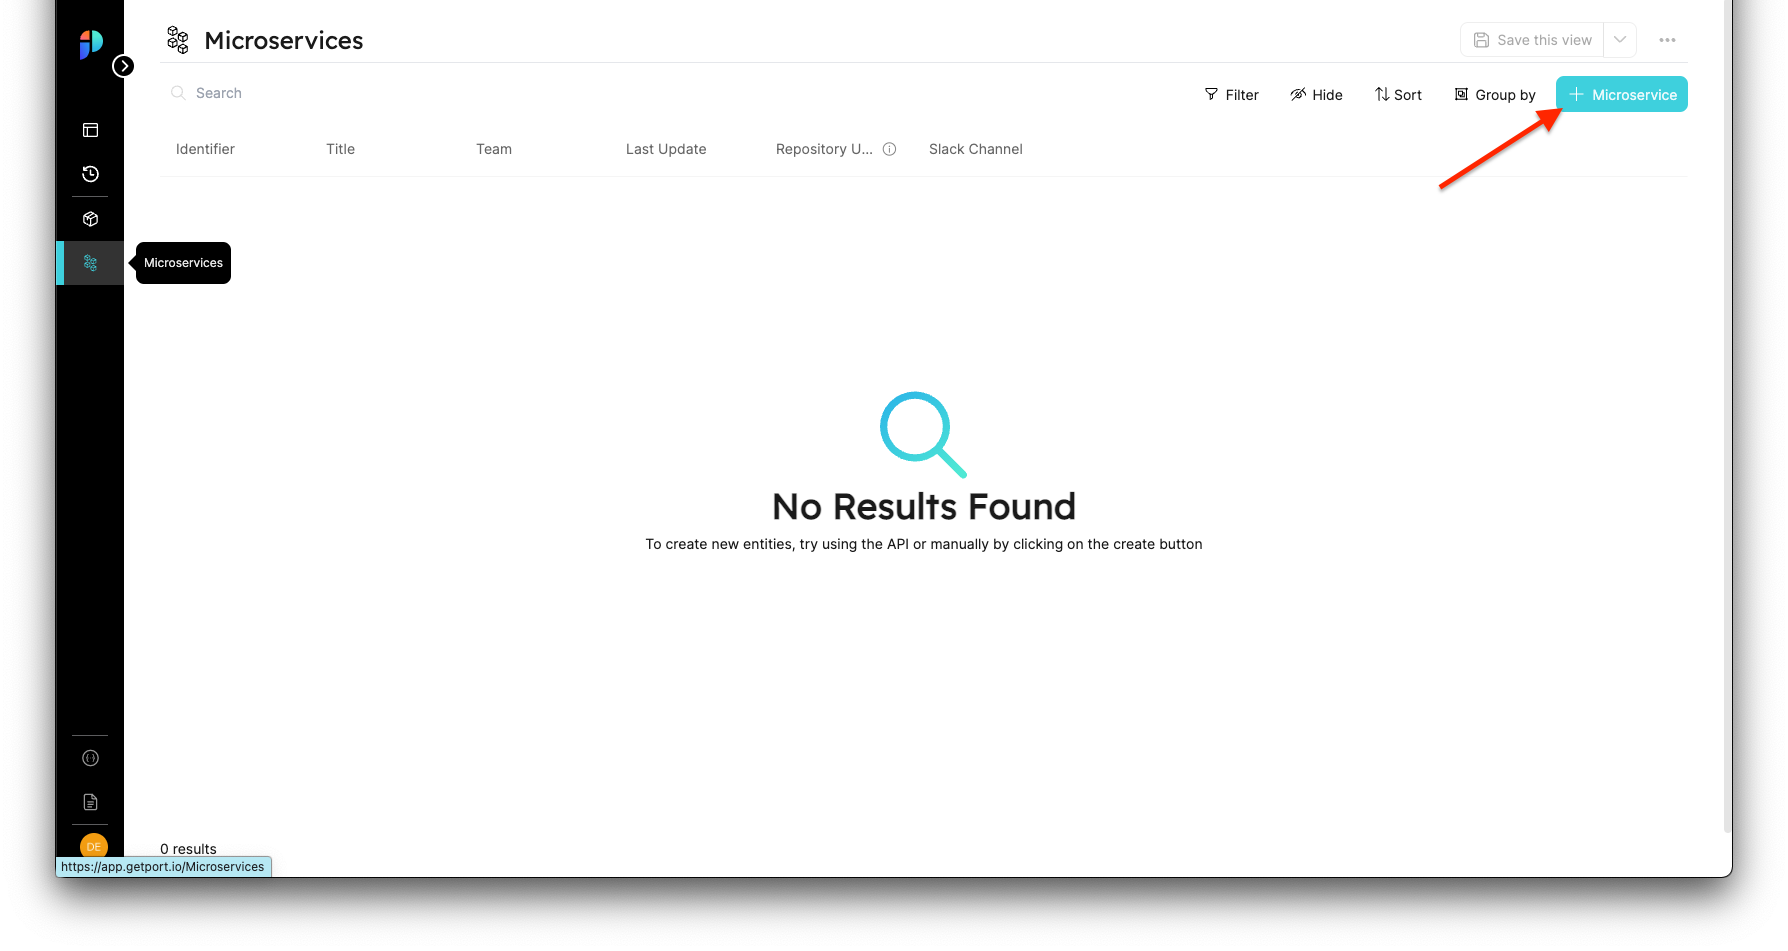 Microservices
Save this view
Search
Filter
Hide
Sort
Group by
Microservice
Identifier
Title
Team
Last Update
Repository U...
Slack Channel
Microservices
No Results Found
To create new entities, try using the API or manually by clicking on the create button
0 results
DE
https://app.getport.io/Microservices